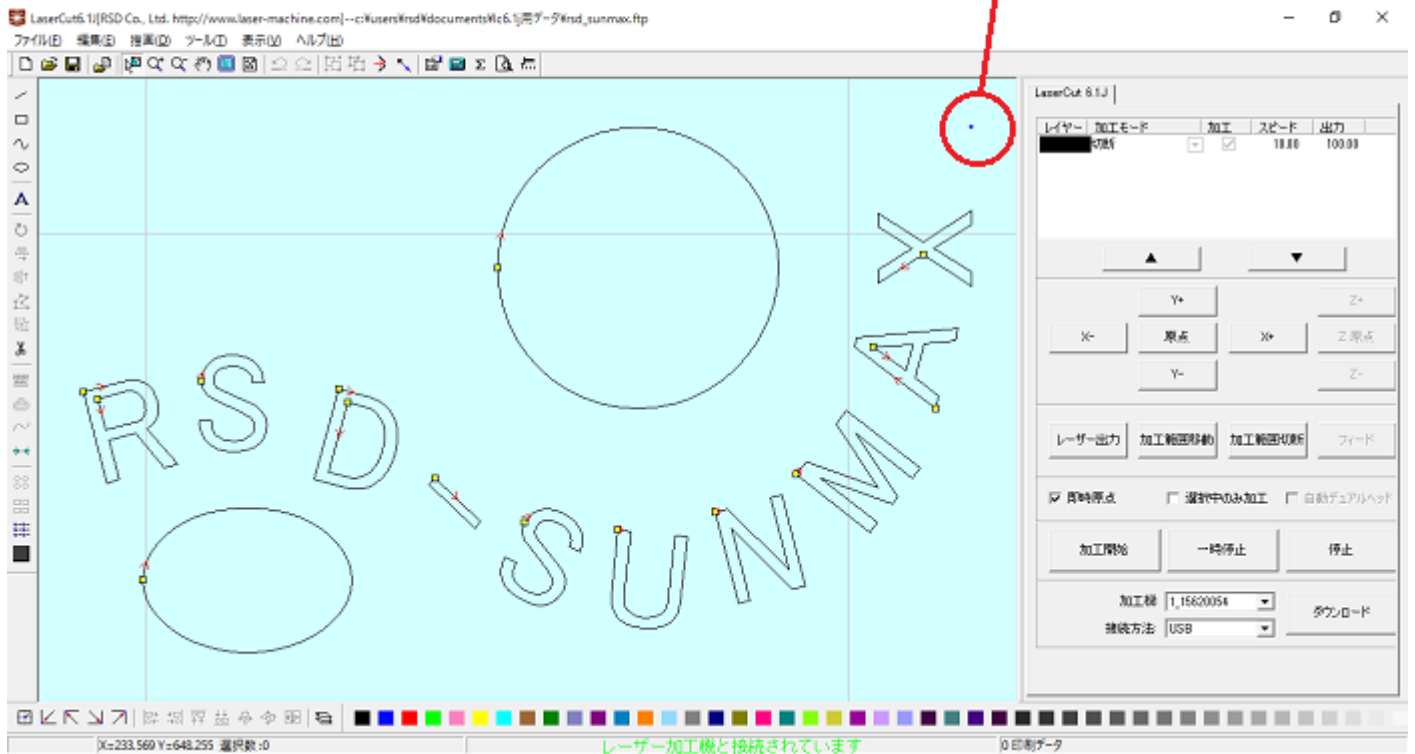 LaserCut6.1J[RSD Co., Ltd. http://www.laser-machine.com]--c:¥users¥rsd¥documents¥lc6.1j用データ¥rsd_sunmax.ftp
ファイル(F) 編集(E) 描画(D) ツール(T) 表示(V) ヘルプ(H)
LaserCut 6.1J
レイヤー 加工モード 加工 スピード 出力
切断 10.00 100.00
Y+ Z+
X- 原点 X+ Z 原点
Y- Z-
レーザー出力 加工範囲移動 加工範囲切断 フィード
即時原点 選択中のみ加工 自動デュアルヘッド
加工開始 一時停止 停止
加工機 1_15620054 ダウンロード
接続方法: USB
RSD-SUNMAX
X=233.569 Y=648.255 選択数:0 レーザー加工機と接続されています 0 印刷データ